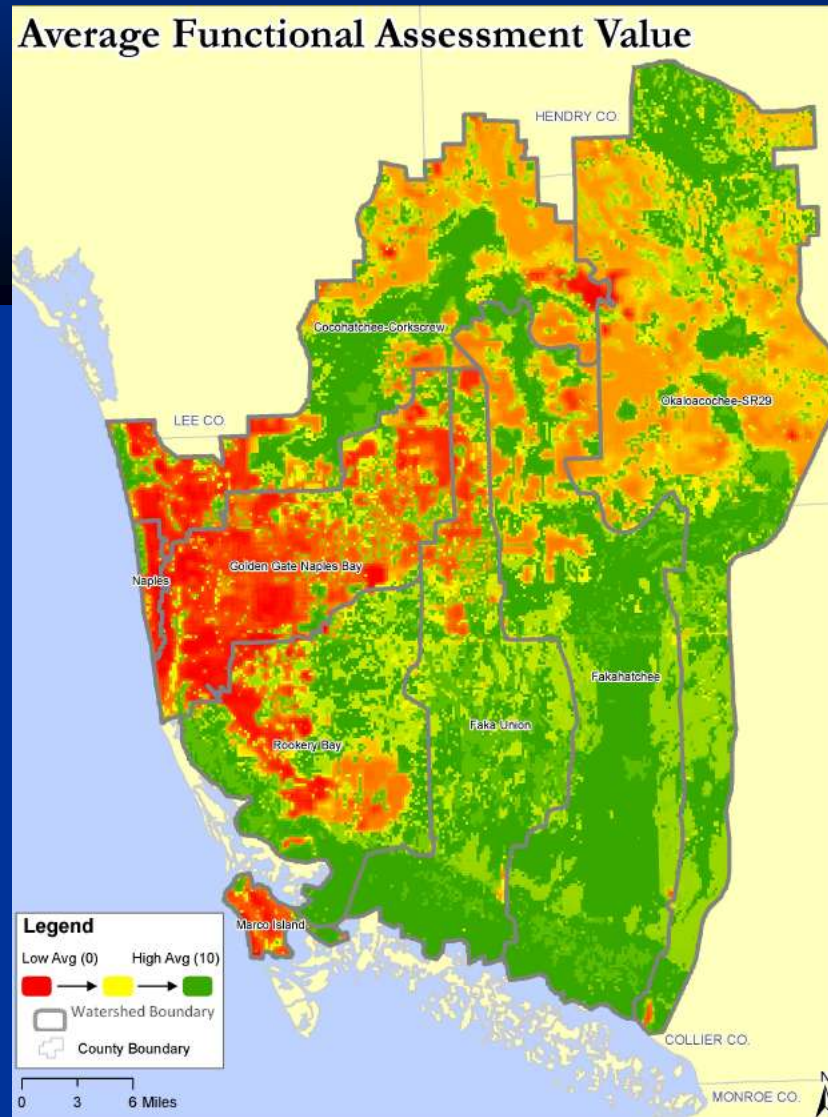 Average Functional Assessment Value
HENDRY CO.
Cocohatchee-Corkscrew
Okaloacochee-SR29
LEE CO.
Naples
Golden Gate Naples Bay
Fakahatchee
Faka Union
Rookery Bay
Marco Island
Legend
Low Avg (0) High Avg (10)
Watershed Boundary
County Boundary
0 3 6 Miles
COLLIER CO.
MONROE CO.
N